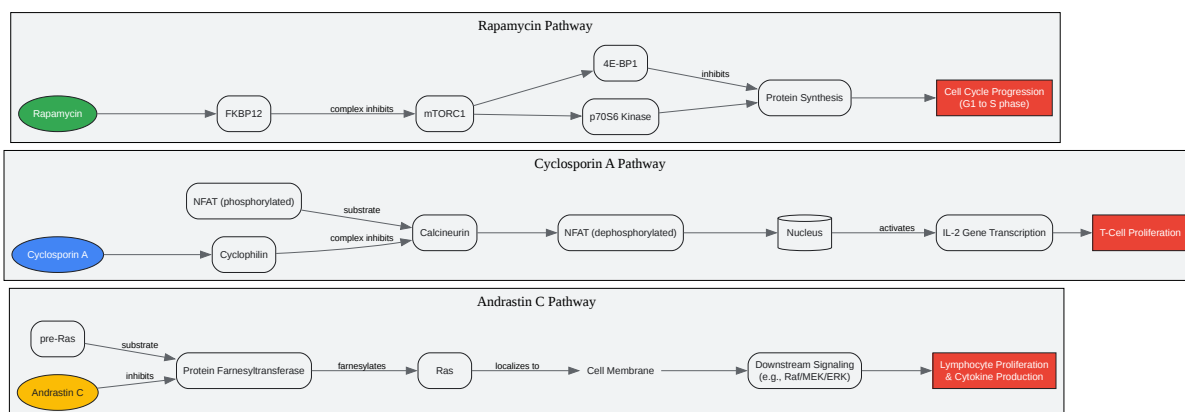 Rapamycin Pathway
4E-BP1
inhibits
Rapamycin
FKBP12
complex inhibits
mTORC1
p70S6 Kinase
Protein Synthesis
Cell Cycle Progression
(G1 to S phase)
Cyclosporin A Pathway
NFAT (phosphorylated)
substrate
Cyclosporin A
Cyclophilin
complex inhibits
Calcineurin
NFAT (dephosphorylated)
Nucleus
activates
IL-2 Gene Transcription
T-Cell Proliferation
Andrastin C Pathway
pre-Ras
substrate
Andrastin C
inhibits
Protein Farnesyltransferase
farnesylates
Ras
localizes to
Cell Membrane
Downstream Signaling
(e.g., Raf/MEK/ERK)
Lymphocyte Proliferation
& Cytokine Production